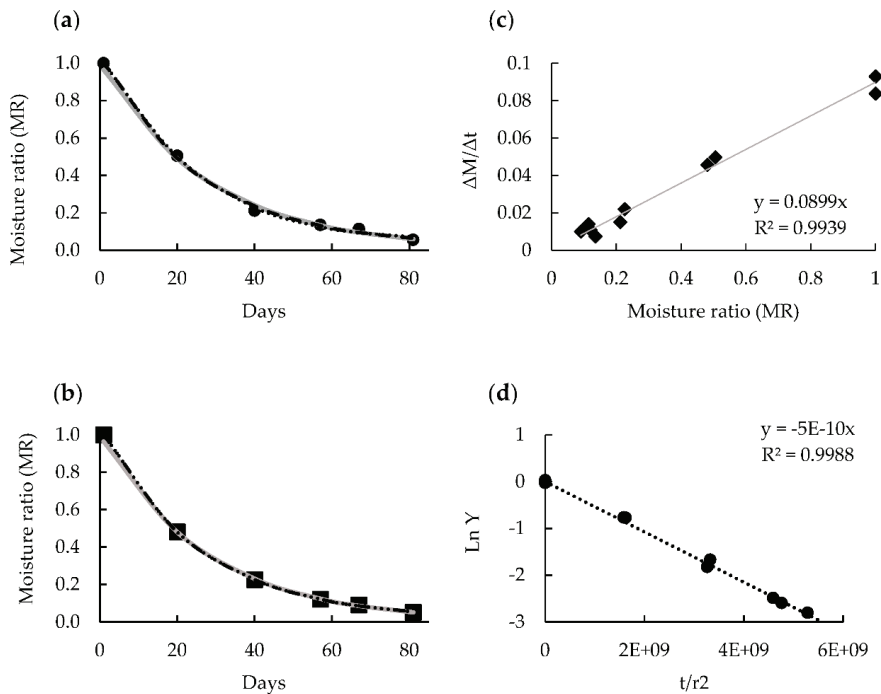 (a)
Moisture ratio (MR)
1.0
0.8
0.6
0.4
0.2
0.0
0 20 40 60 80
Days
(c)
ΔM/Δt
0.1
0.08
0.06
0.04
0.02
0
y = 0.0899x
R² = 0.9939
0 0.2 0.4 0.6 0.8 1
Moisture ratio (MR)
(b)
Moisture ratio (MR)
1.0
0.8
0.6
0.4
0.2
0.0
0 20 40 60 80
Days
(d)
Ln Y
y = -5E-10x
R² = 0.9988
1
0
-1
-2
-3
0 2E+09 4E+09 6E+09
t/r2